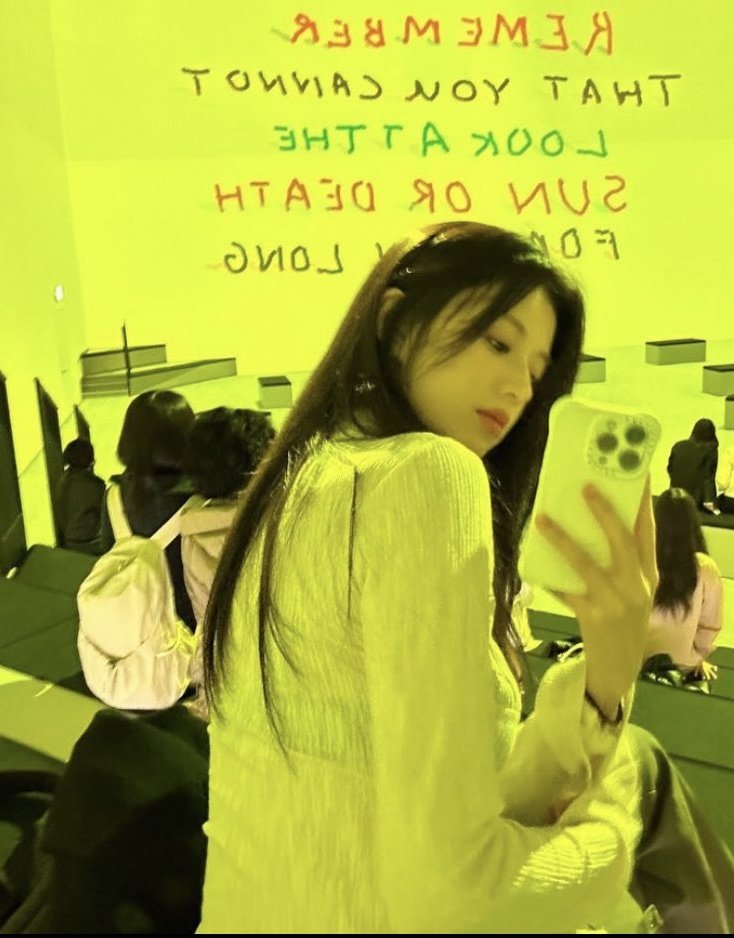 REMEMBER
THAT YOU CANNOT
LOOK AT THE
SUN OR DEATH
LONG